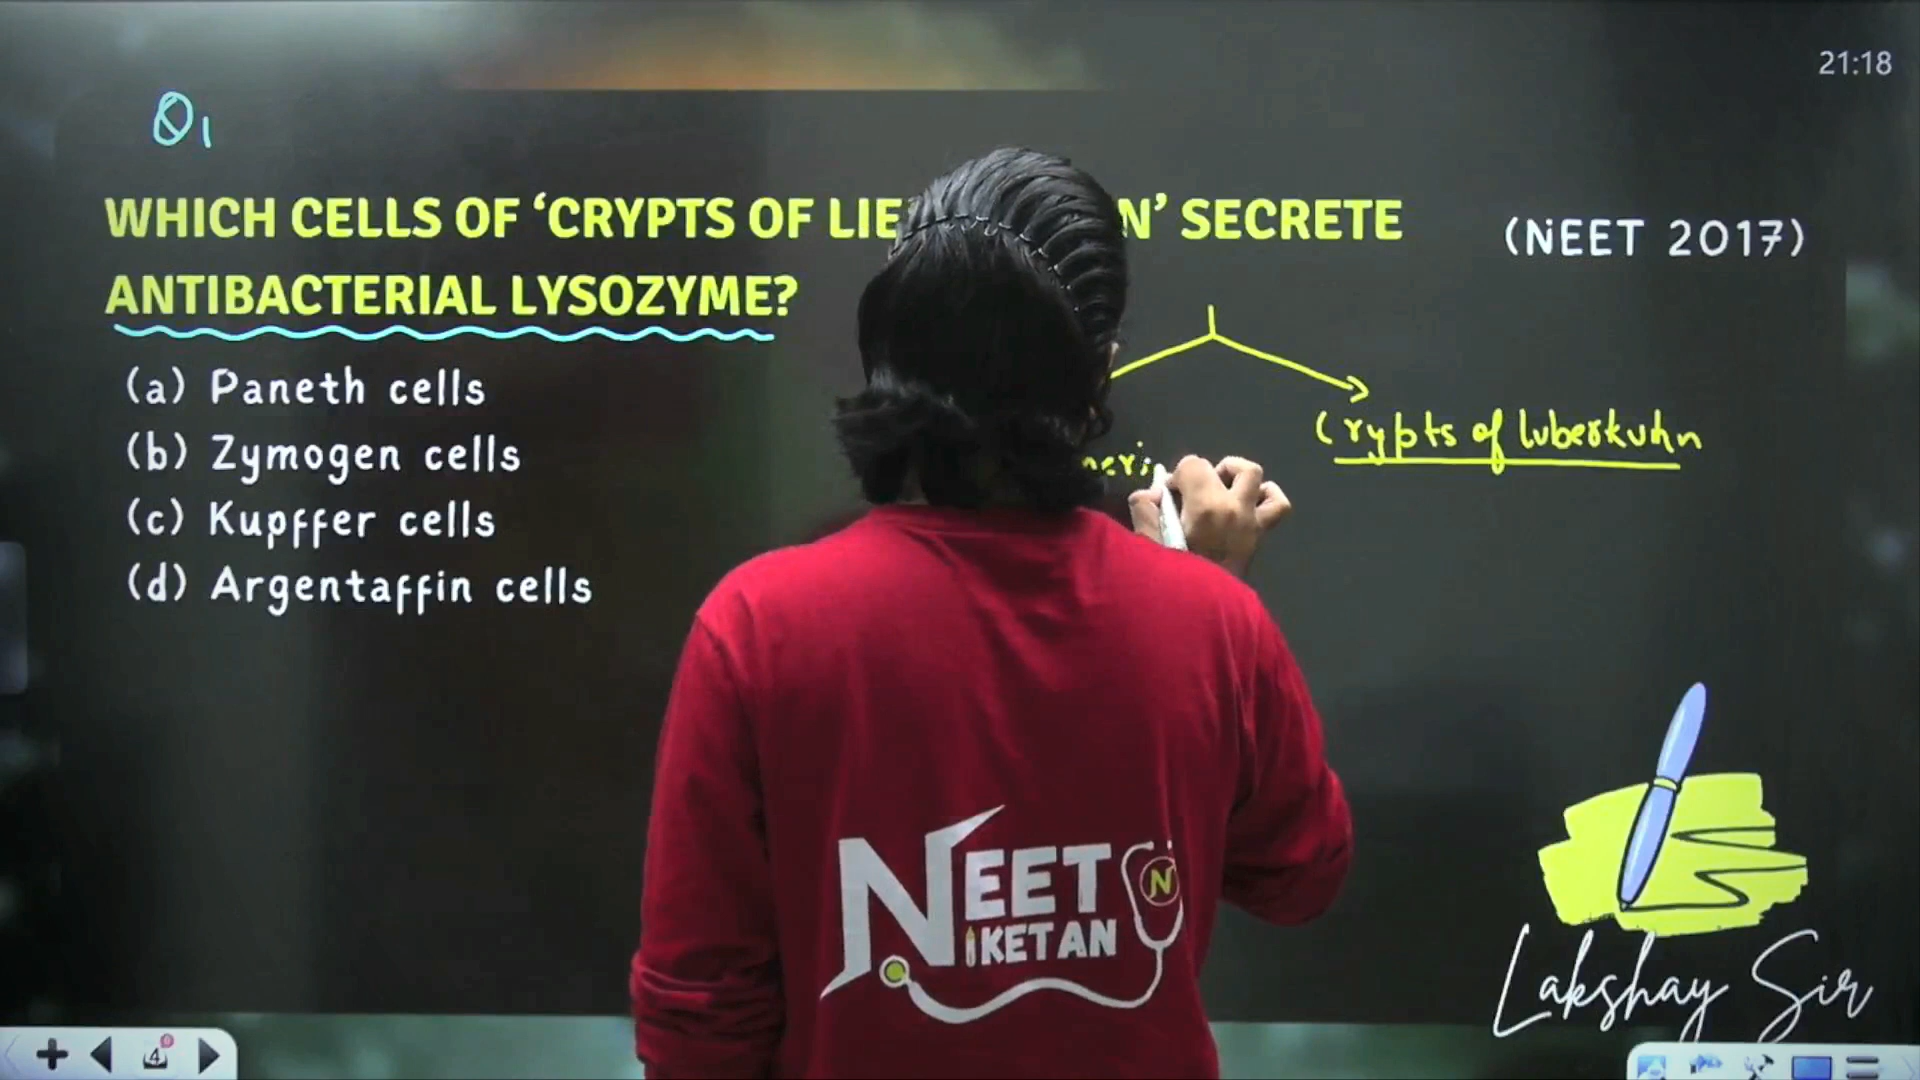 21:18
Q1
WHICH CELLS OF ‘CRYPTS OF LIE N’ SECRETE
(NEET 2017)
ANTIBACTERIAL LYSOZYME?
(a) Paneth cells
(b) Zymogen cells
(c) Kupffer cells
(d) Argentaffin cells
Crypts of luberkuhn
NEET
N
iKETAN
Lakshay Sir
4